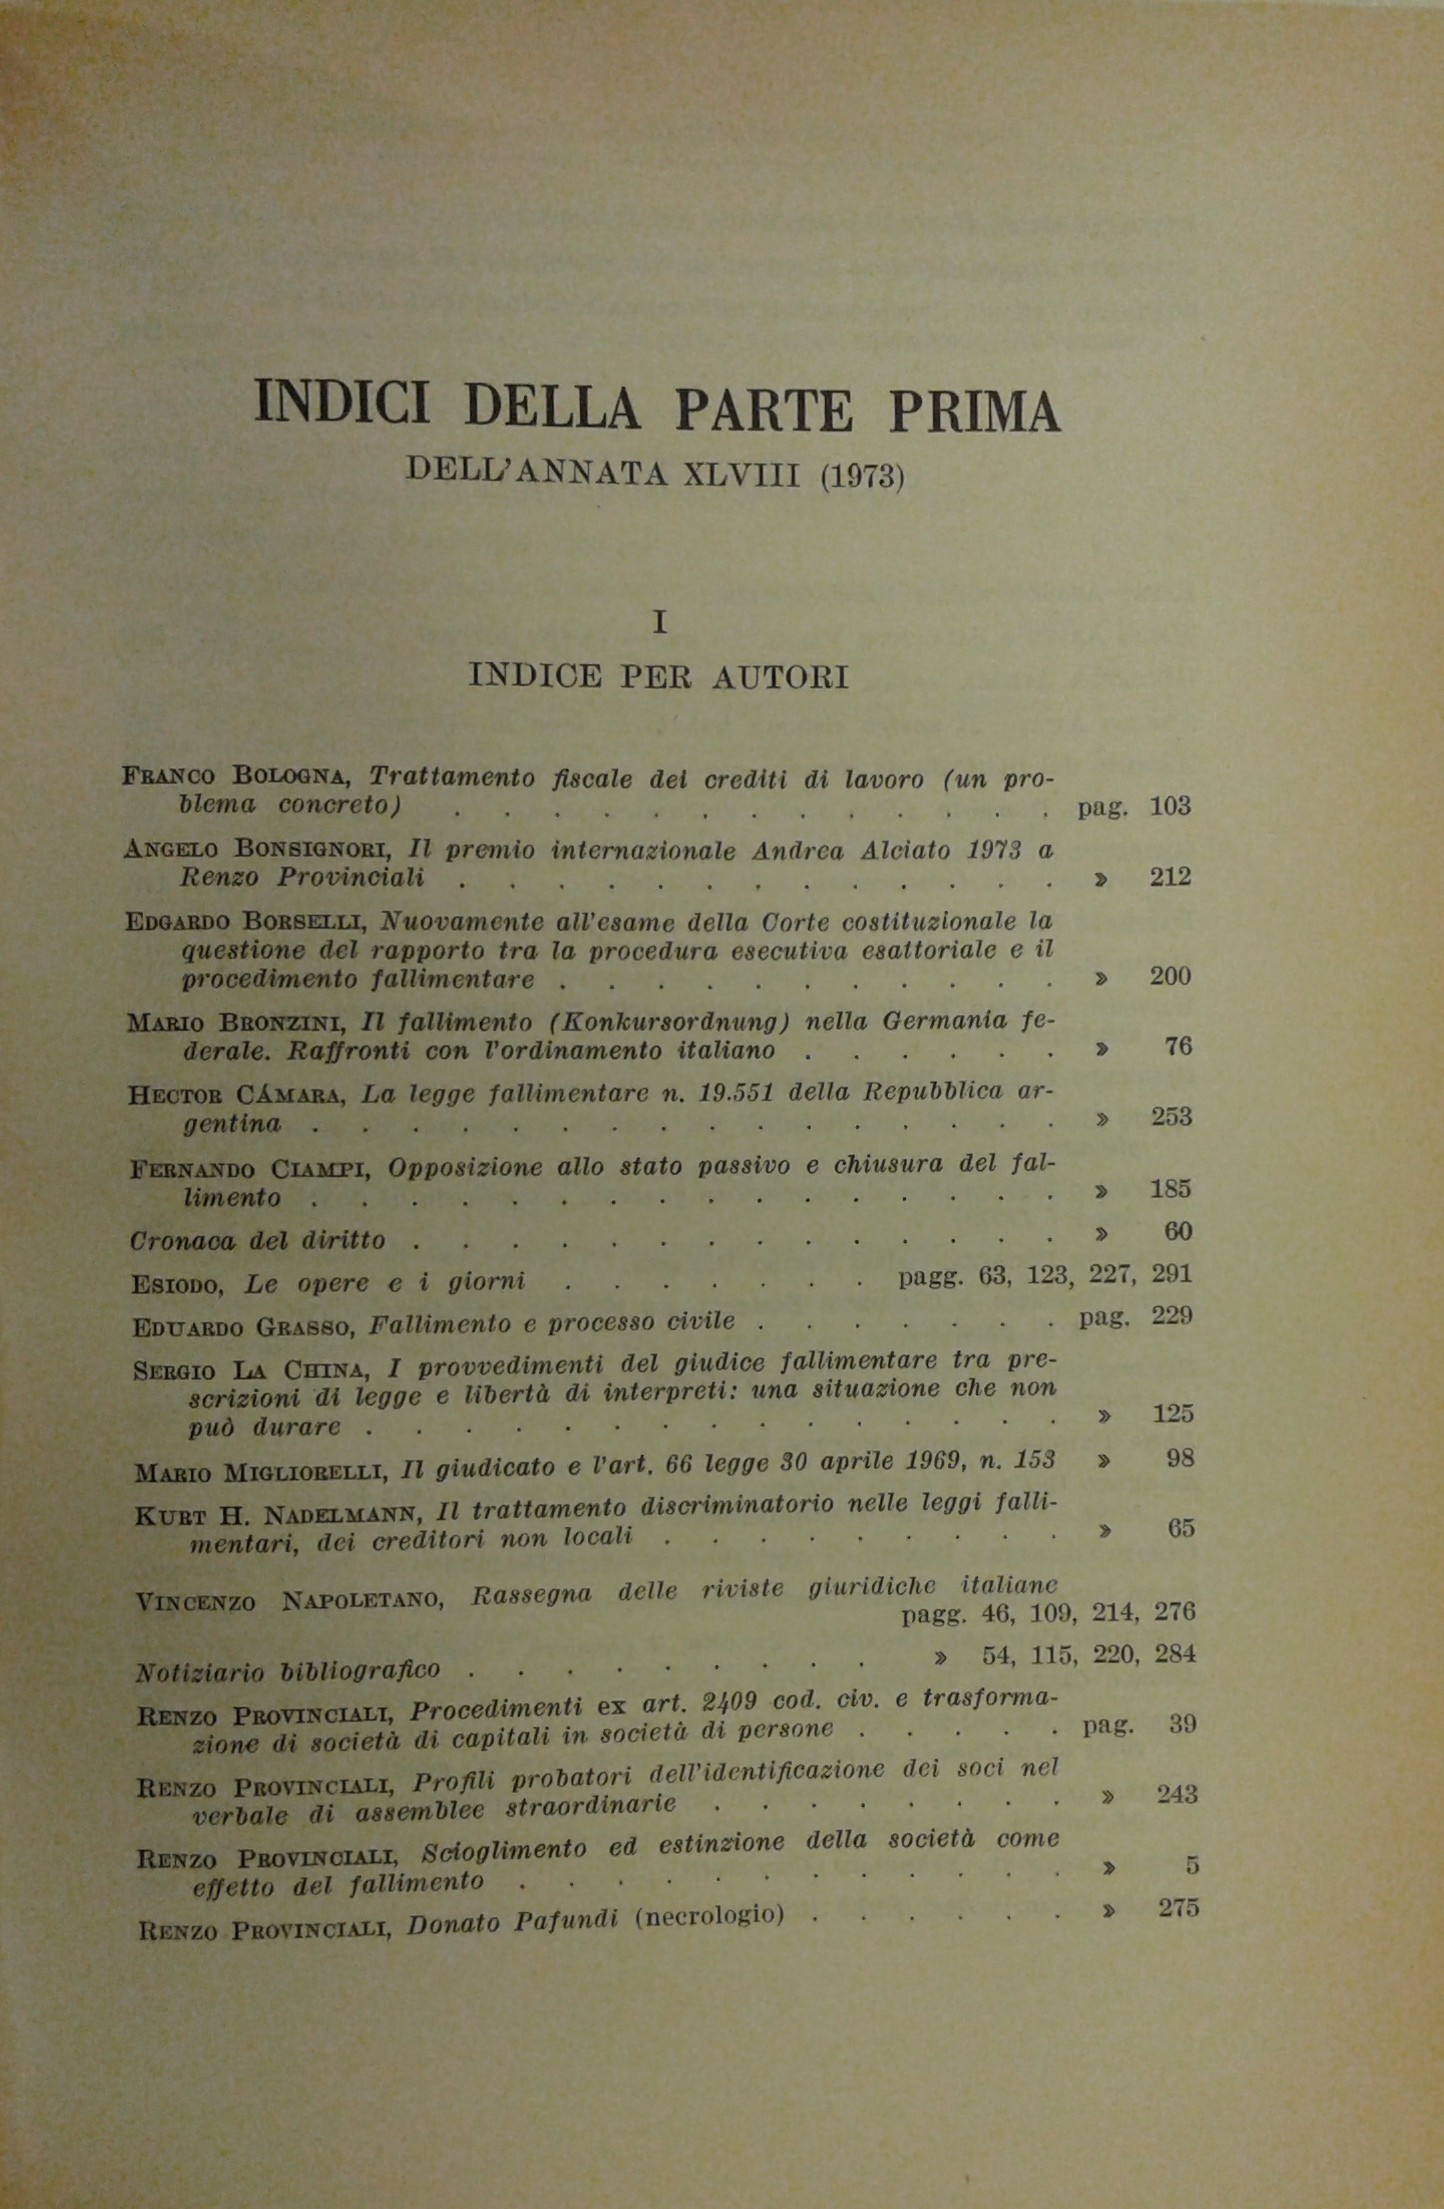 INDICI DELLA PARTE PRIMA
DELL'ANNATA XLVIII (1973)
I
INDICE PER AUTORI
FRANCO BOLOGNA, Trattamento fiscale dei crediti di lavoro (un pro-
blema concreto) . . . . . . . . . . . . . pag. 103
ANGELO BONSIGNORI, Il premio internazionale Andrea Alciato 1973 a
Renzo Provinciali . . . . . . . . . . . . . » 212
EDGARDO BORSELLI, Nuovamente all'esame della Corte costituzionale la
questione del rapporto tra la procedura esecutiva esattoriale e il
procedimento fallimentare . . . . . . . . . . . » 200
MARIO BRONZINI, Il fallimento (Konkursordnung) nella Germania fe-
derale. Raffronti con l'ordinamento italiano . . . . . . » 76
HECTOR CÁMARA, La legge fallimentare n. 19.551 della Repubblica ar-
gentina . . . . . . . . . . . . . . . . » 253
FERNANDO CIAMPI, Opposizione allo stato passivo e chiusura del fal-
limento . . . . . . . . . . . . . . . . » 185
Cronaca del diritto . . . . . . . . . . . . . . » 60
ESIODO, Le opere e i giorni . . . . . . . pagg. 63, 123, 227, 291
EDUARDO GRASSO, Fallimento e processo civile . . . . . . . pag. 229
SERGIO LA CHINA, I provvedimenti del giudice fallimentare tra pre-
scrizioni di legge e libertà di interpreti: una situazione che non
può durare . . . . . . . . . . . . . . . » 125
MARIO MIGLIORELLI, Il giudicato e l'art. 66 legge 30 aprile 1969, n. 153 » 98
KURT H. NADELMANN, Il trattamento discriminatorio nelle leggi falli-
mentari, dei creditori non locali . . . . . . . . . » 65
VINCENZO NAPOLETANO, Rassegna delle riviste giuridiche italiane
pagg. 46, 109, 214, 276
Notiziario bibliografico . . . . . . . . . » 54, 115, 220, 284
RENZO PROVINCIALI, Procedimenti ex art. 2409 cod. civ. e trasforma-
zione di società di capitali in società di persone . . . . . pag. 39
RENZO PROVINCIALI, Profili probatori dell'identificazione dei soci nel
verbale di assemblee straordinarie . . . . . . . . » 243
RENZO PROVINCIALI, Scioglimento ed estinzione della società come
effetto del fallimento . . . . . . . . . . . . » 5
RENZO PROVINCIALI, Donato Pafundi (necrologio) . . . . . . » 275